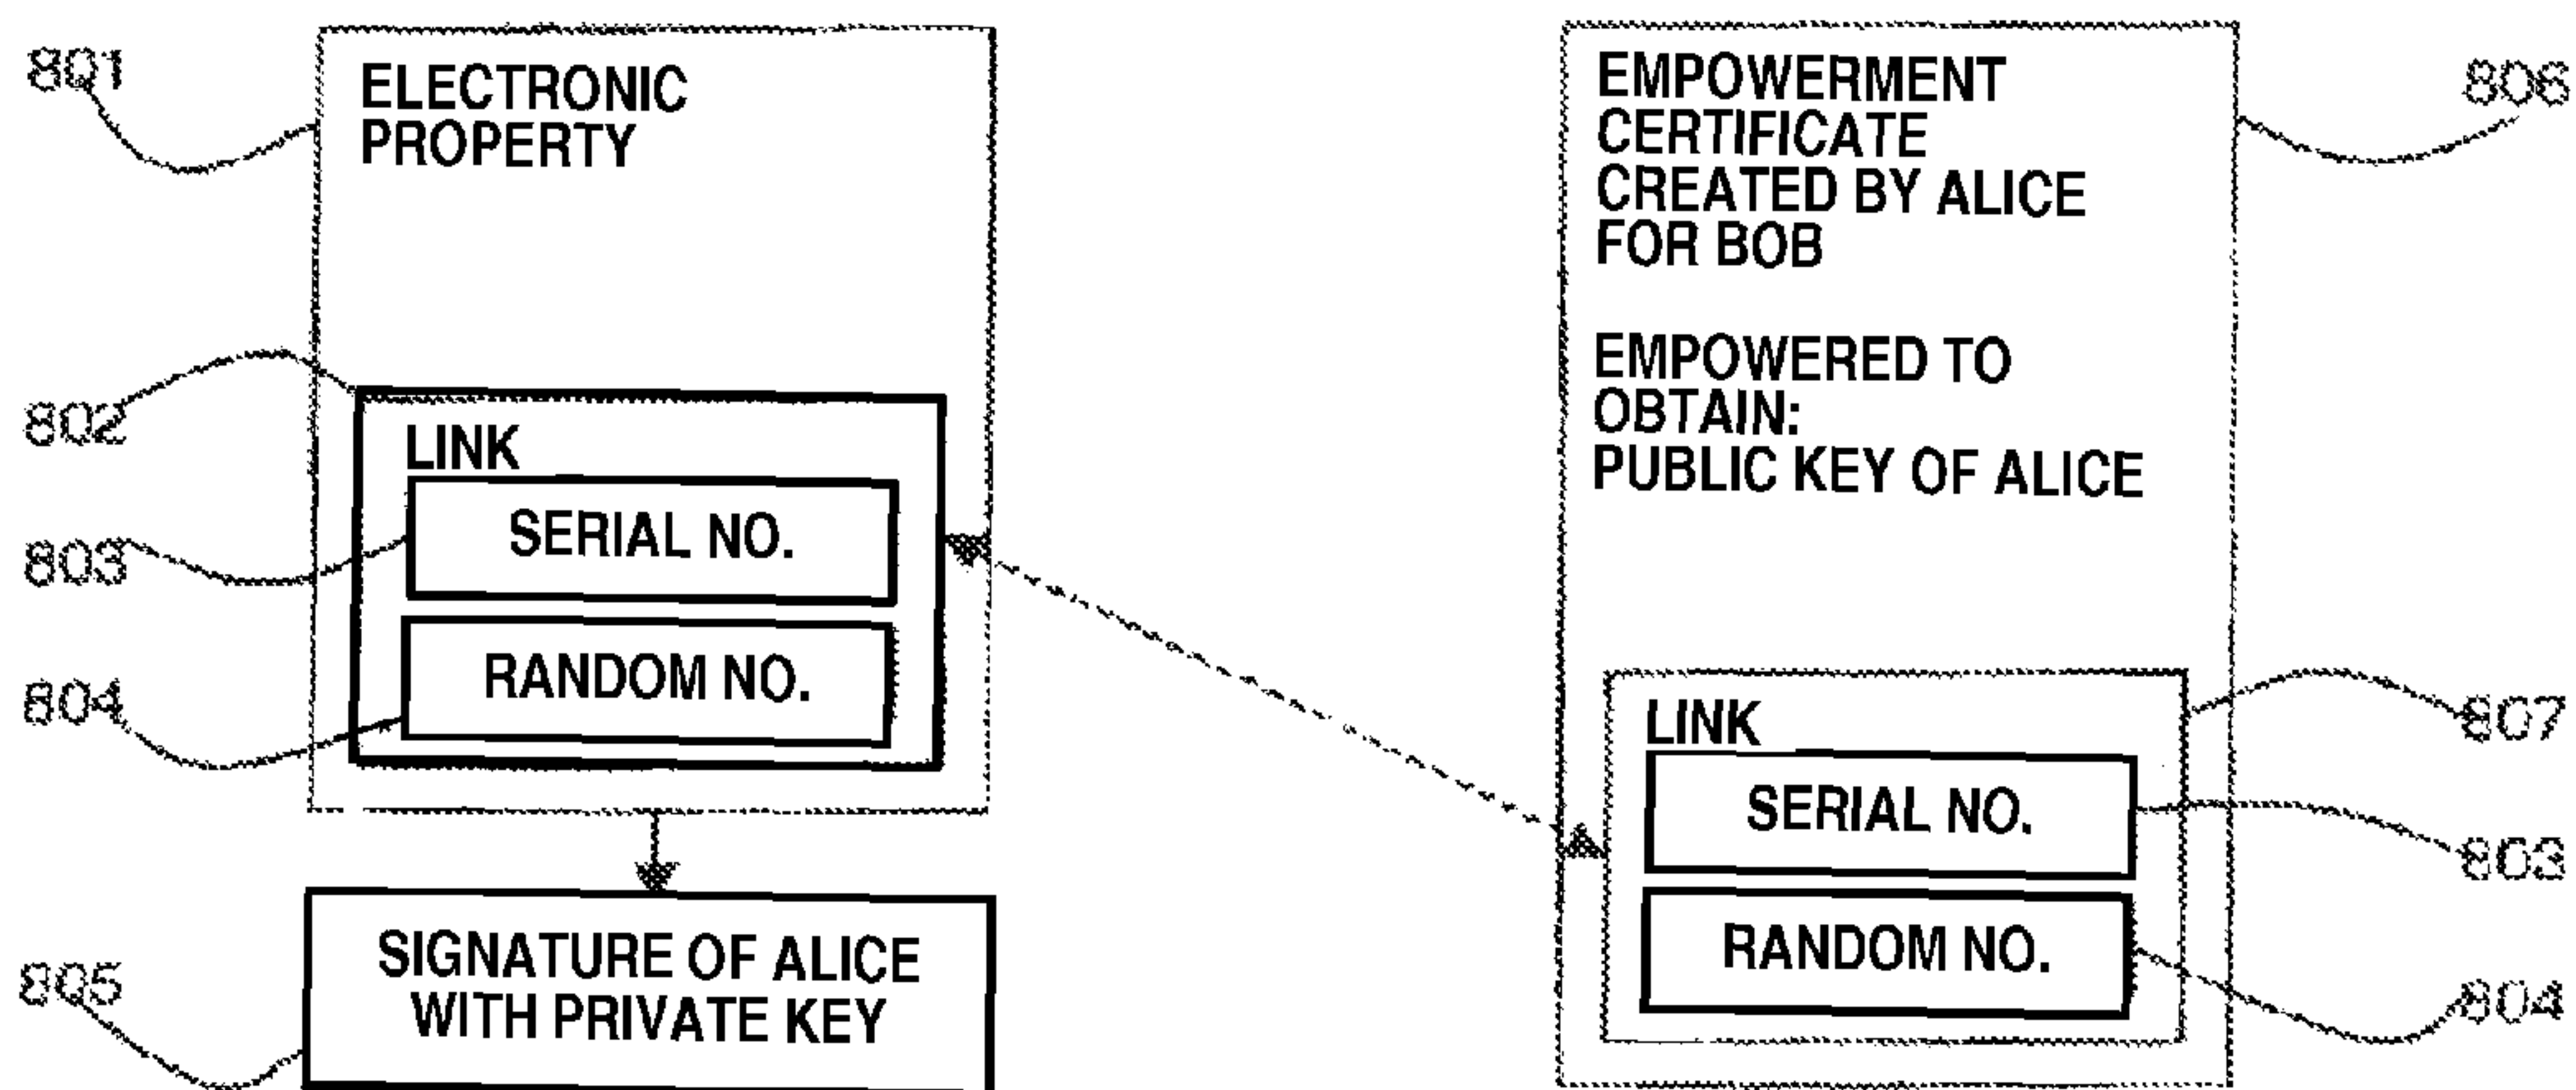 801
ELECTRONIC
PROPERTY
802
LINK
803
SERIAL NO.
804
RANDOM NO.
805
SIGNATURE OF ALICE
WITH PRIVATE KEY
806
EMPOWERMENT
CERTIFICATE
CREATED BY ALICE
FOR BOB
EMPOWERED TO
OBTAIN:
PUBLIC KEY OF ALICE
807
LINK
SERIAL NO.
803
RANDOM NO.
804